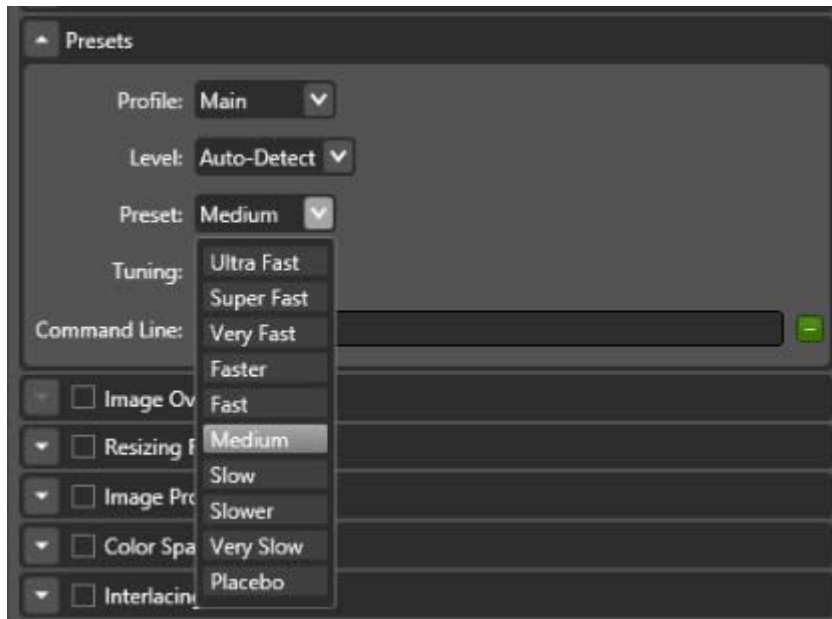 Presets
Profile: Main
Level: Auto-Detect
Preset: Medium
Tuning:
Command Line:
Ultra Fast
Super Fast
Very Fast
Faster
Fast
Medium
Slow
Slower
Very Slow
Placebo
Image Ov
Resizing
Image Pro
Color Spa
Interlacing